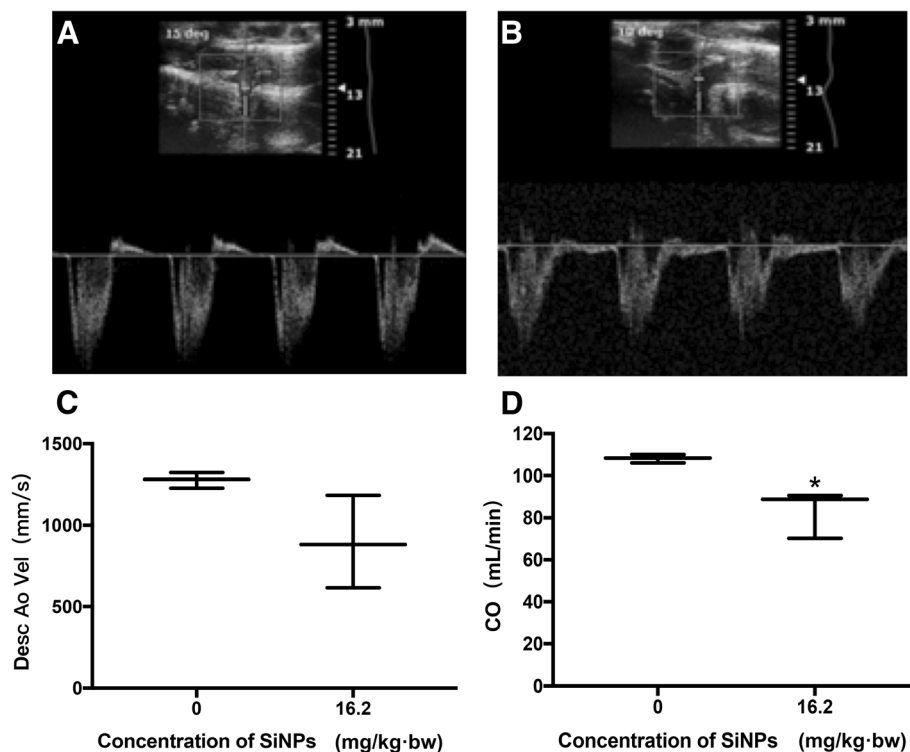 A
15 deg
3 mm
13
21
B
10 deg
3 mm
13
21
C
Desc Ao Vel (mm/s)
1500
1000
500
0
0
16.2
Concentration of SiNPs (mg/kg·bw)
D
CO (mL/min)
120
100
80
60
40
20
0
*
0
16.2
Concentration of SiNPs (mg/kg·bw)